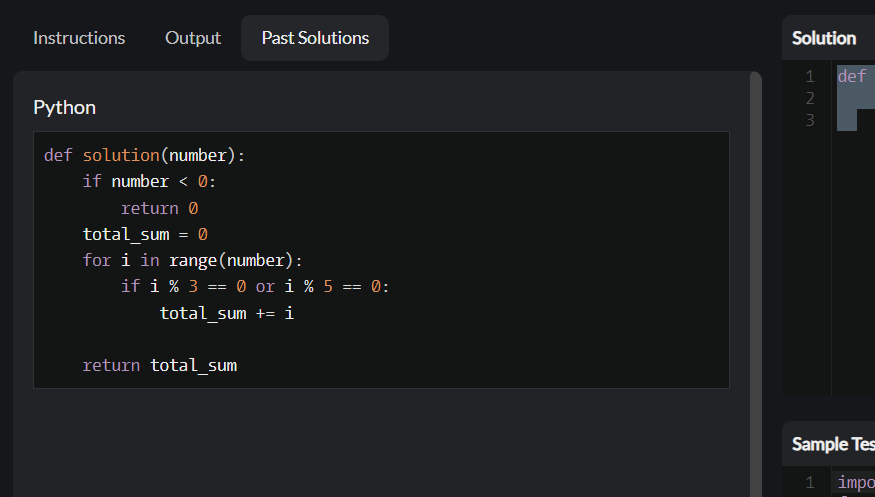 Instructions
Output
Past Solutions
Python
def solution(number):
    if number < 0:
        return 0
    total_sum = 0
    for i in range(number):
        if i % 3 == 0 or i % 5 == 0:
            total_sum += i
    return total_sum
Solution
1 def
2
3
Sample Tes
1 impo